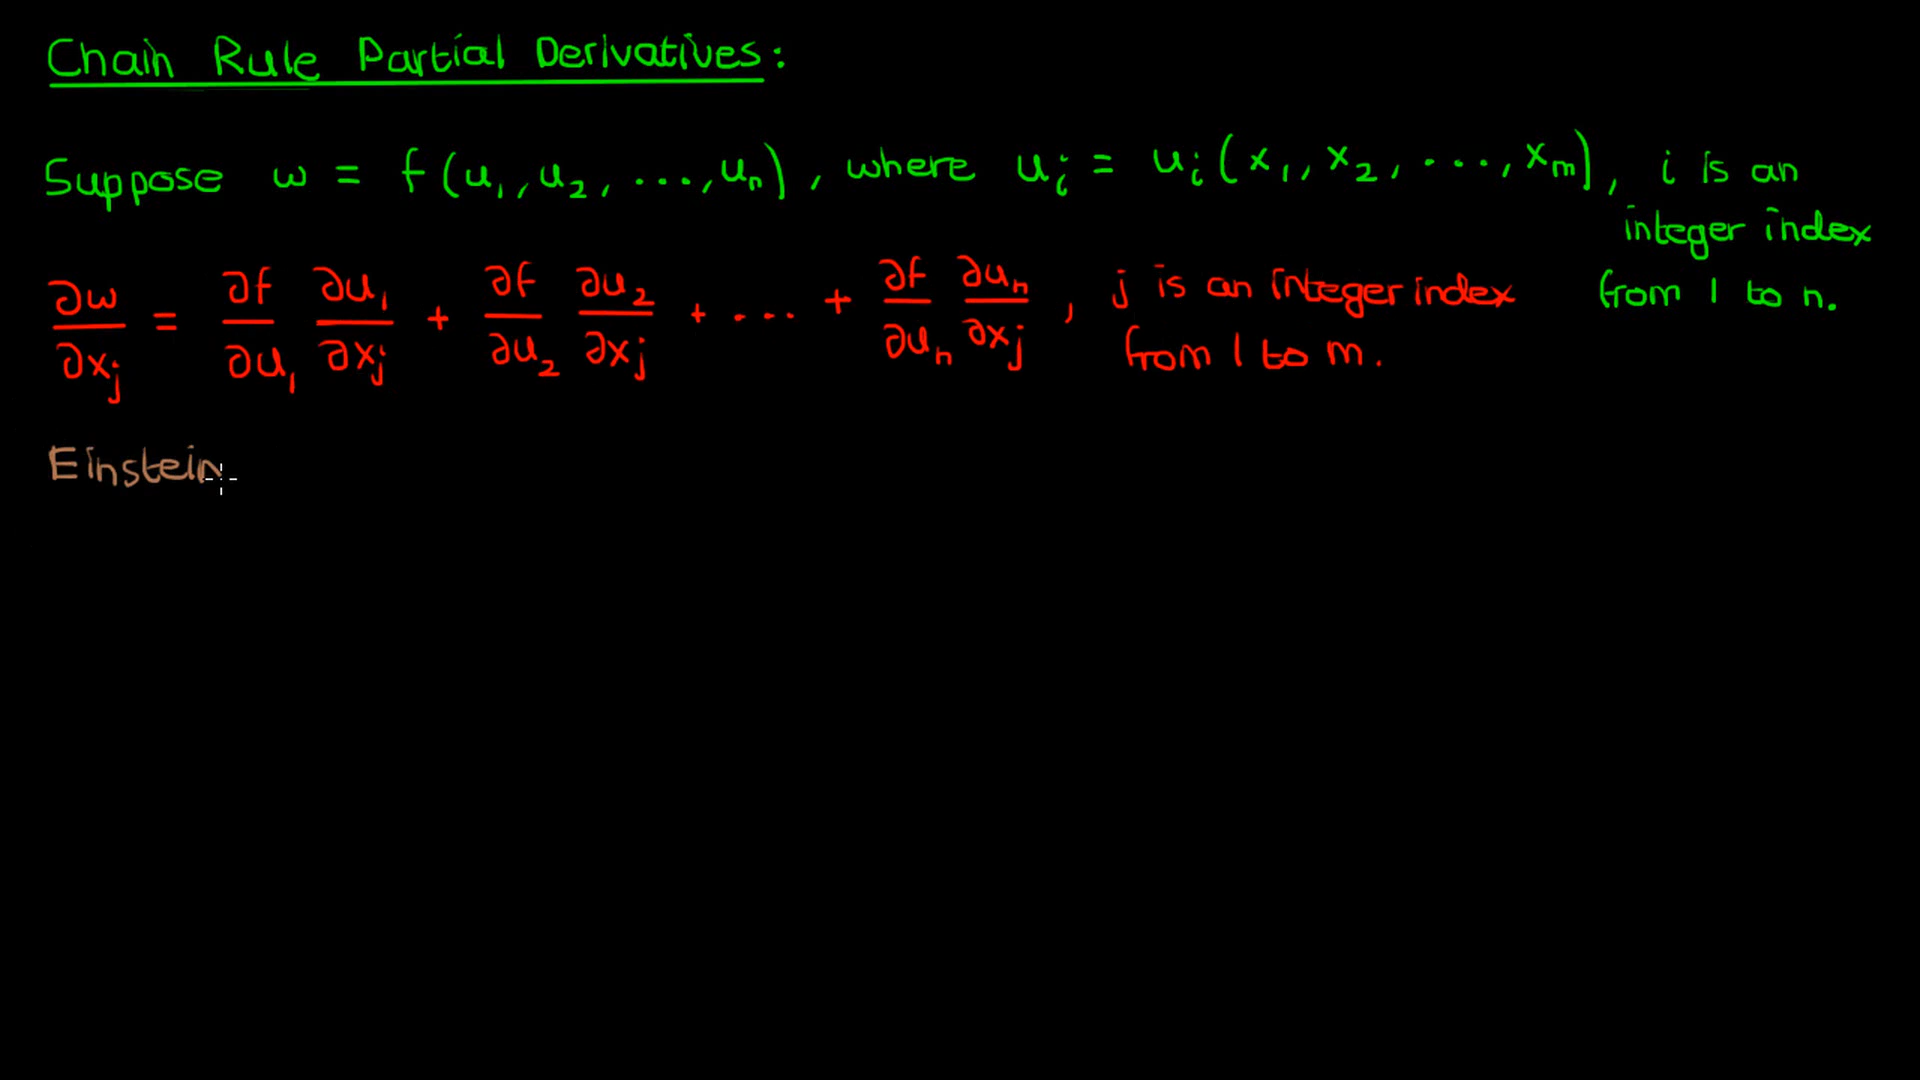 Chain Rule Partial Derivatives:
Suppose w = f(u₁, u₂, ..., uₙ), where uᵢ = uᵢ(x₁, x₂, ..., xₘ), i is an
integer index
from 1 to n.
∂w/∂xⱼ = ∂f/∂u₁ ∂u₁/∂xⱼ + ∂f/∂u₂ ∂u₂/∂xⱼ + ... + ∂f/∂uₙ ∂uₙ/∂xⱼ, j is an integer index
from 1 to m.
Einstein